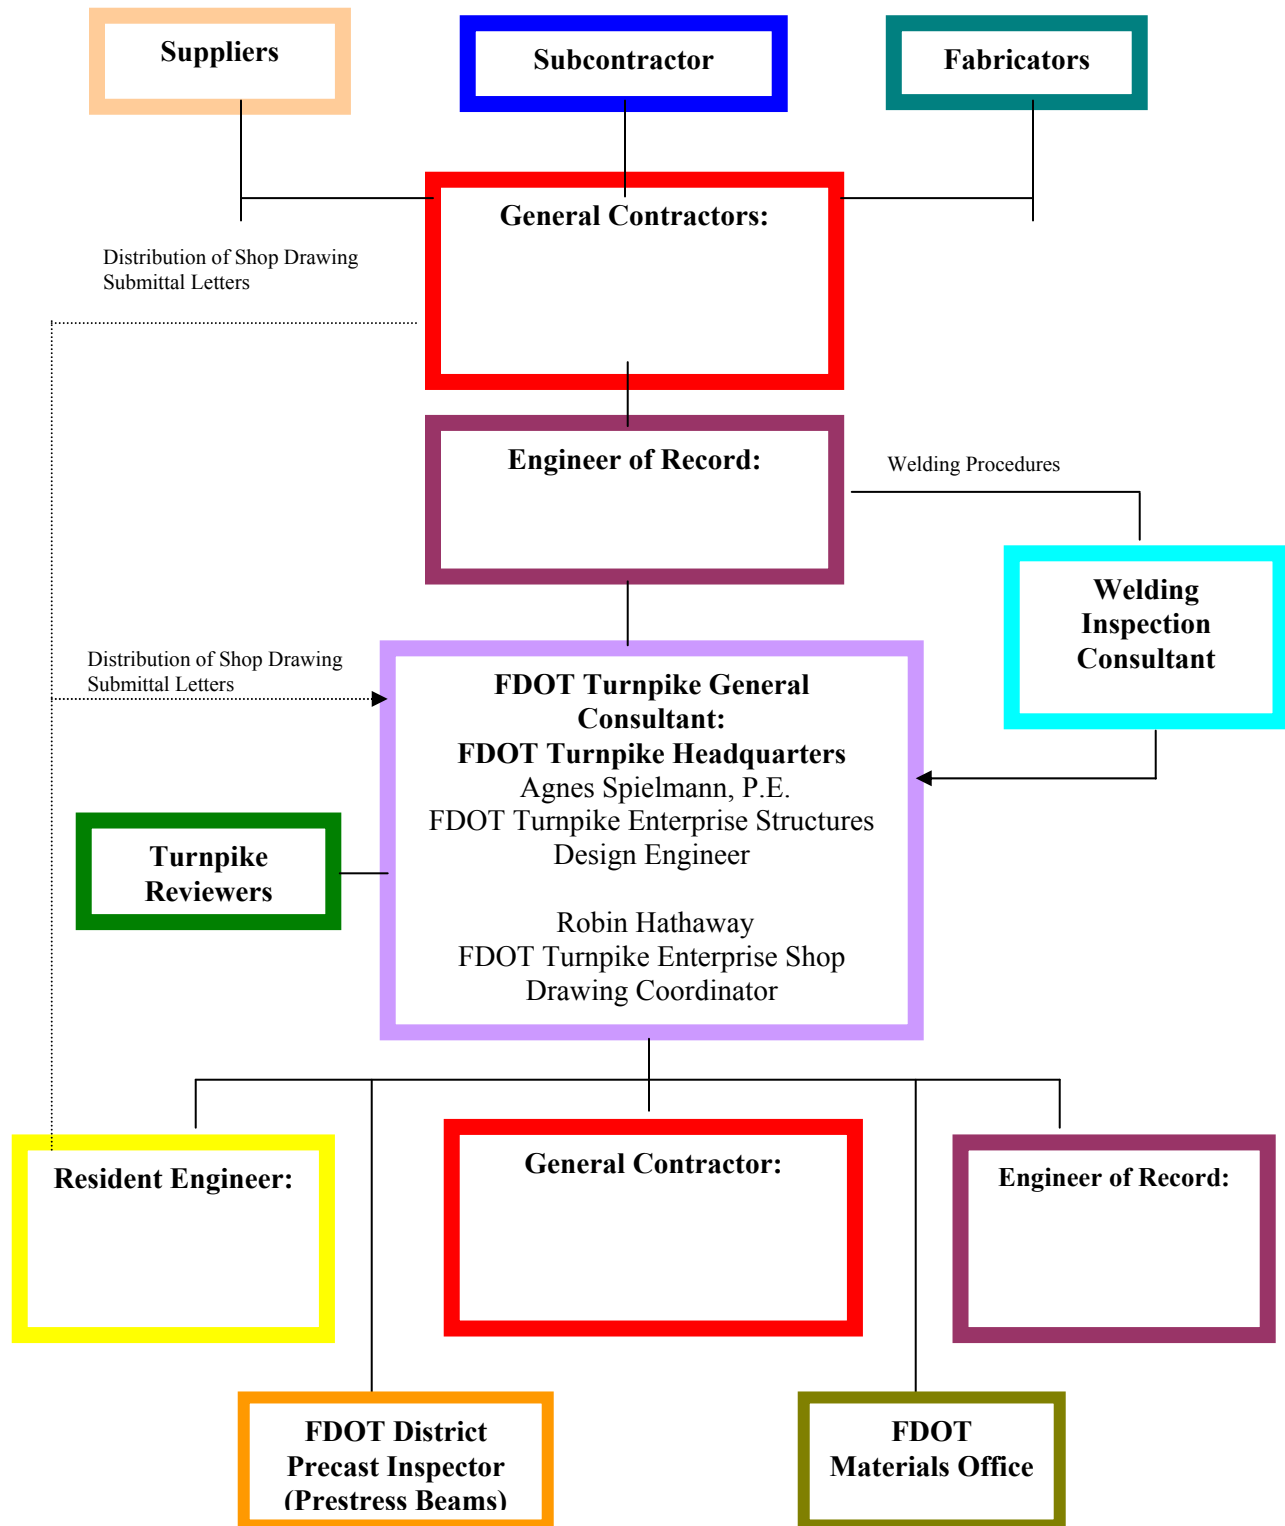 Suppliers
Subcontractor
Fabricators
General Contractors:
Distribution of Shop Drawing
Submittal Letters
Engineer of Record:
Welding Procedures
Welding
Inspection
Consultant
Distribution of Shop Drawing
Submittal Letters
FDOT Turnpike General
Consultant:
FDOT Turnpike Headquarters
Agnes Spielmann, P.E.
FDOT Turnpike Enterprise Structures
Design Engineer
Turnpike
Reviewers
Robin Hathaway
FDOT Turnpike Enterprise Shop
Drawing Coordinator
Resident Engineer:
General Contractor:
Engineer of Record:
FDOT District
Precast Inspector
(Prestress Beams)
FDOT
Materials Office